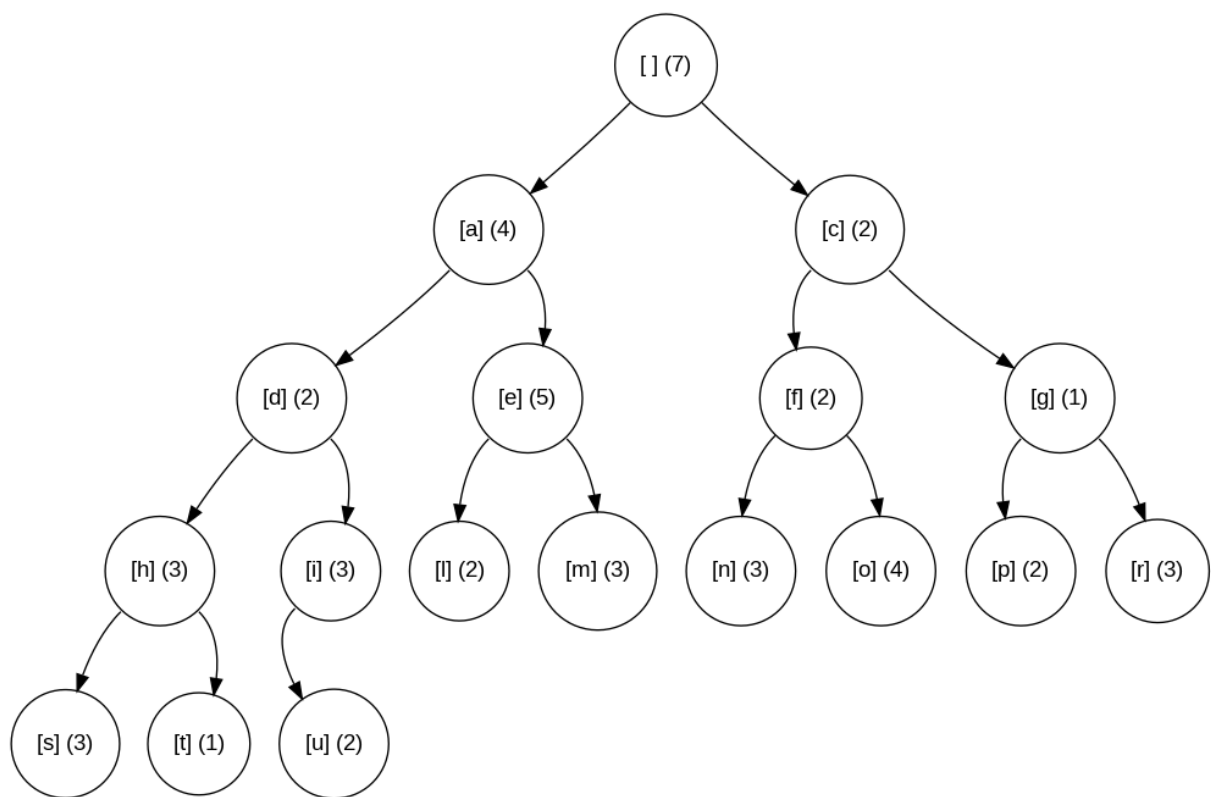 [ ] (7)
[a] (4)
[c] (2)
[d] (2)
[e] (5)
[f] (2)
[g] (1)
[h] (3)
[i] (3)
[l] (2)
[m] (3)
[n] (3)
[o] (4)
[p] (2)
[r] (3)
[s] (3)
[t] (1)
[u] (2)